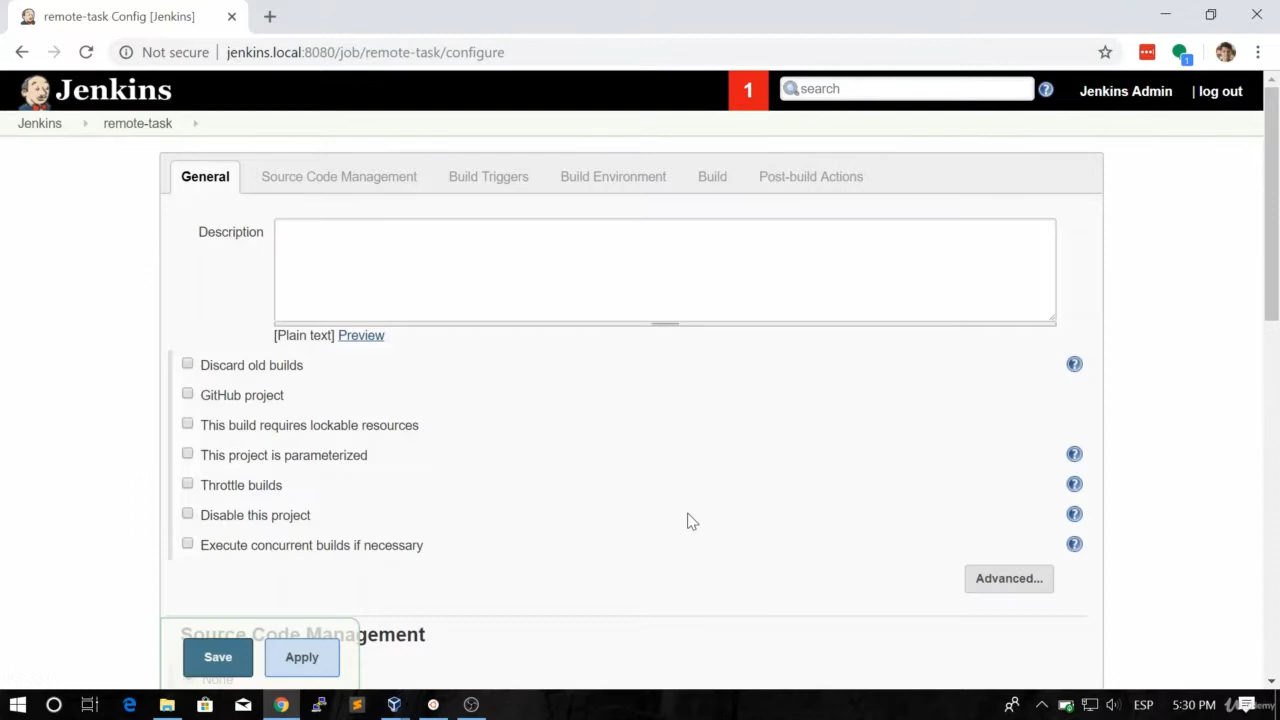 remote-task Config [Jenkins]
Not secure | jenkins.local:8080/job/remote-task/configure
1
Jenkins
1
search
Jenkins Admin
| log out
Jenkins
remote-task
General
Source Code Management
Build Triggers
Build Environment
Build
Post-build Actions
Description
[Plain text] Preview
Discard old builds
GitHub project
This build requires lockable resources
This project is parameterized
Throttle builds
Disable this project
Execute concurrent builds if necessary
Advanced...
Source Code Management
None
Save
Apply
ESP
5:30 PM